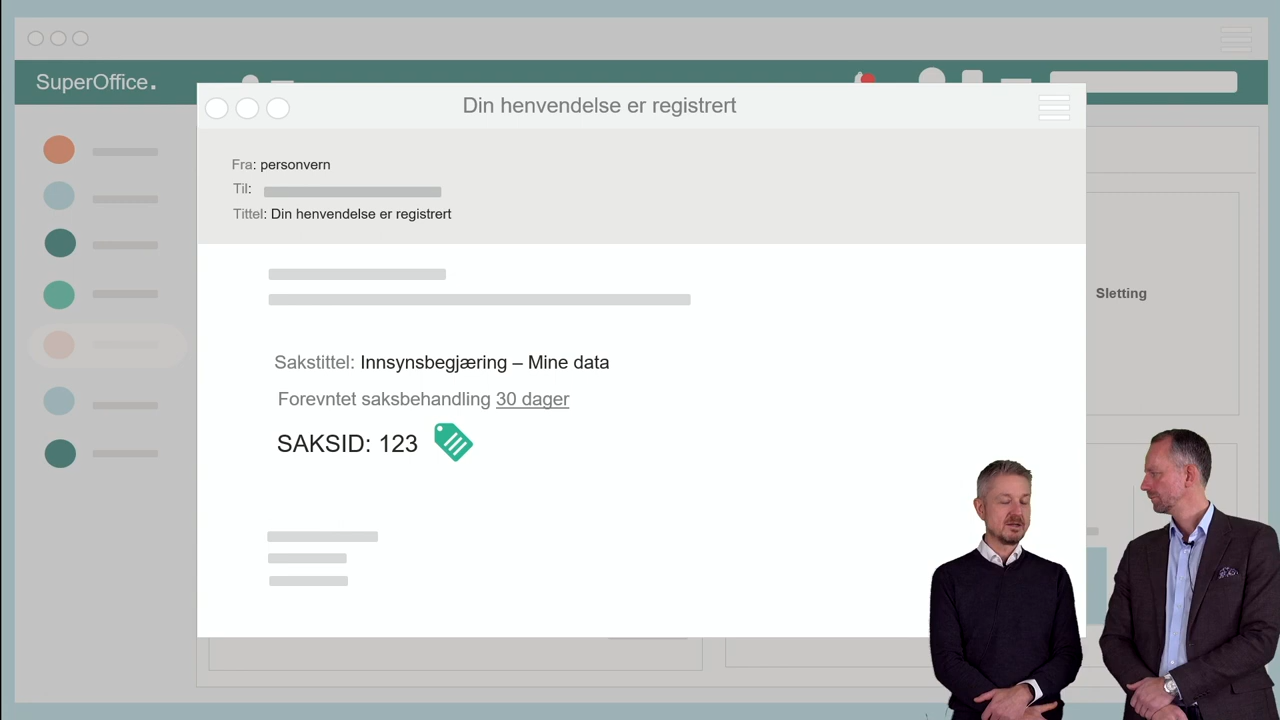 SuperOffice.
Din henvendelse er registrert
Fra: personvern
Til:
Tittel: Din henvendelse er registrert
Sletting
Sakstittel: Innsynsbegjæring – Mine data
Forevntet saksbehandling 30 dager
SAKSID: 123